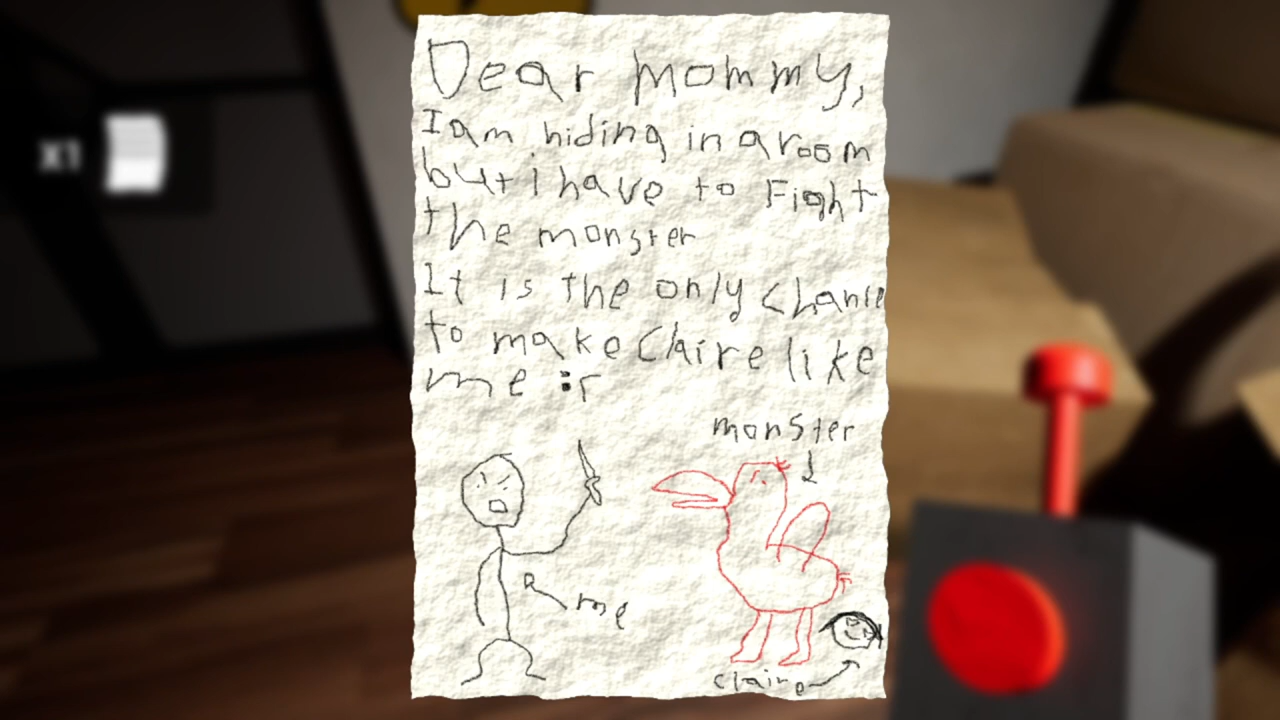 Dear mommy,
I am hiding in a room
but i have to Fight
the monster
It is the only chance
to make Claire like
me :r
monster
me
Claire
X1